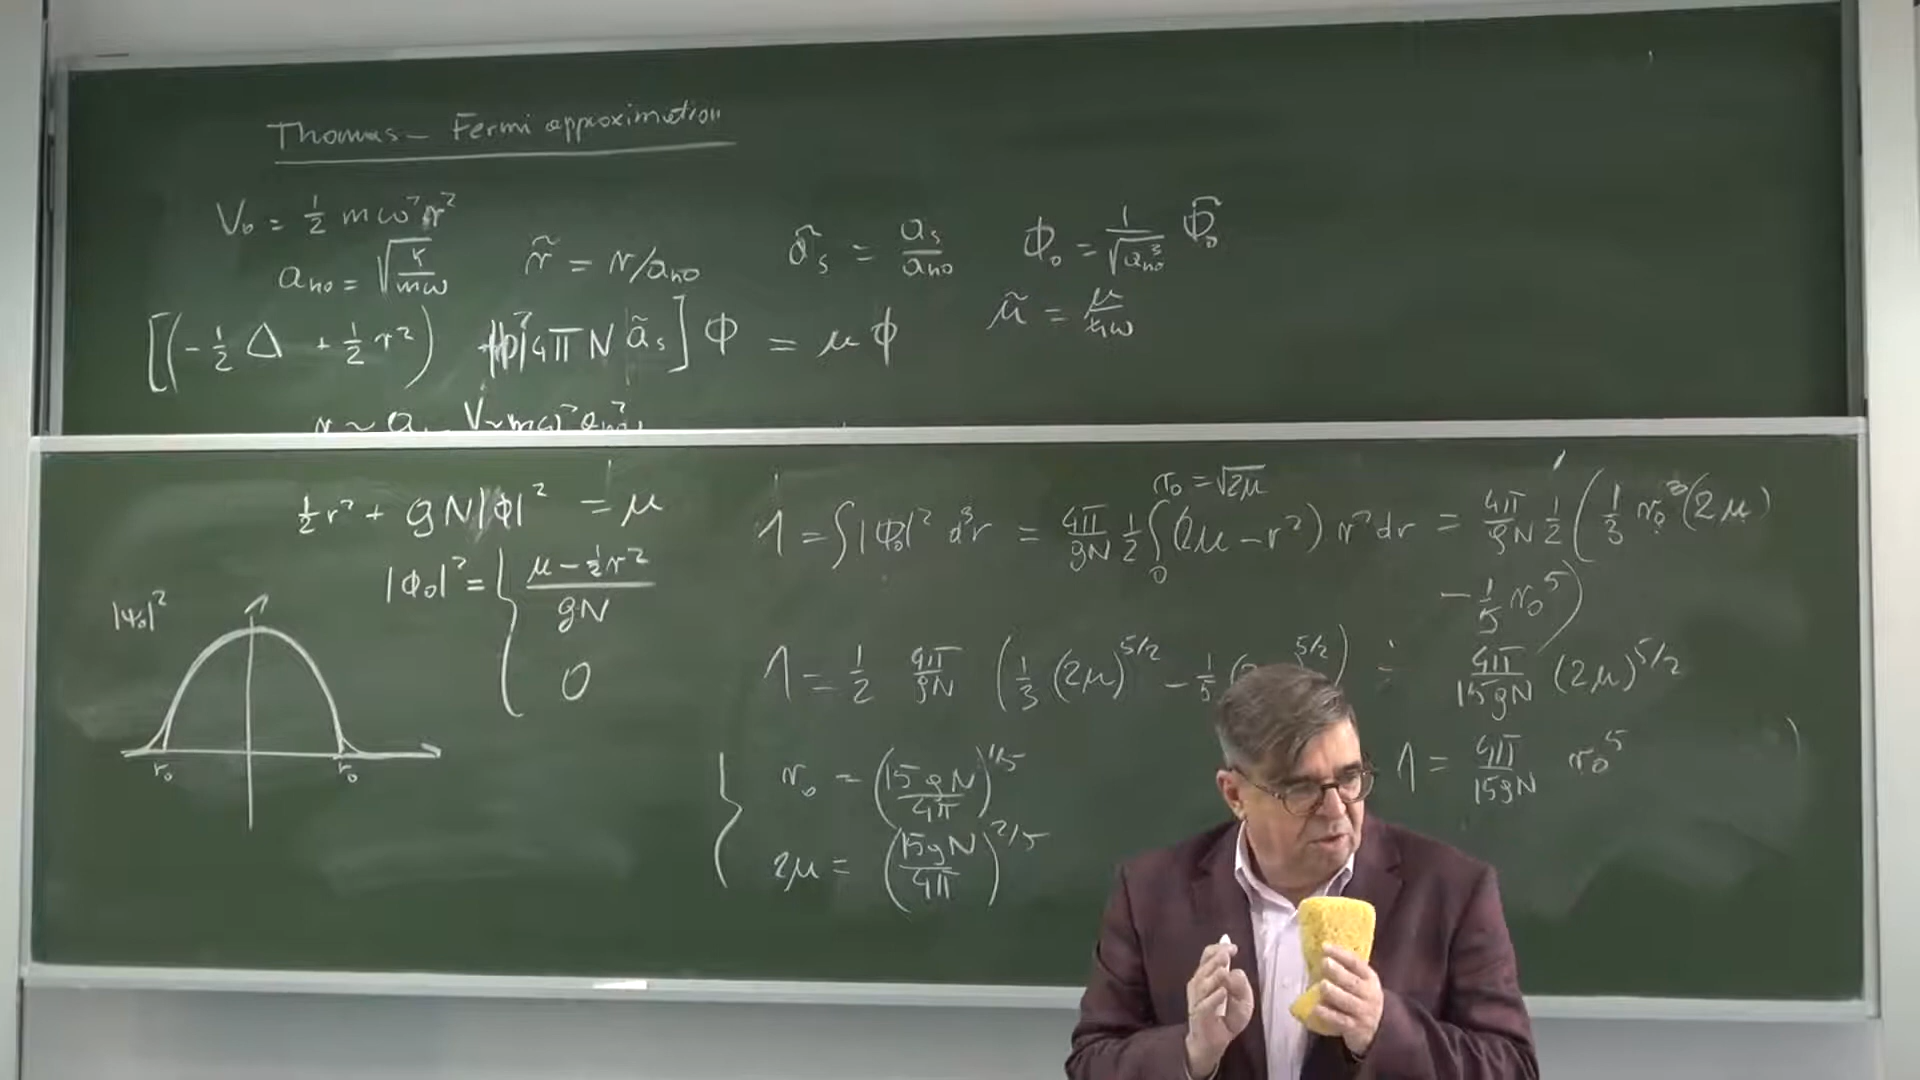 Thomas – Fermi approximation
V₀ = 1/2 mω²r²
a_ho = √(ħ/mω)   r̃ = r/a_ho   ã_s = a_s/a_ho   Φ₀ = 1/√(a_ho³) Φ̃₀
μ̃ = μ/ħω
[(-1/2 Δ + 1/2 r²) + |Φ|² 4π N ã_s] Φ = μ Φ
V ~ mω² a_ho²
1/2 r² + gN|Φ|² = μ
|Φ₀|² = { (μ - 1/2 r²)/gN
0
|ψ₀|²
r₀   r₀
r₀ = √2μ
1 = ∫|Φ₀|² d³r = 4π/gN 1/2 ∫₀ (2μ - r²) r² dr = 4π/gN 1/2 (1/3 r₀³ (2μ)
- 1/5 r₀⁵)
1 = 1/2 4π/gN (1/3 (2μ)^5/2 - 1/5 (2 ^5/2) = 4π/15gN (2μ)^5/2
1 = 4π/15gN r₀⁵
{ r₀ = (15gN/4π)^1/5
2μ = (15gN/4π)^2/5